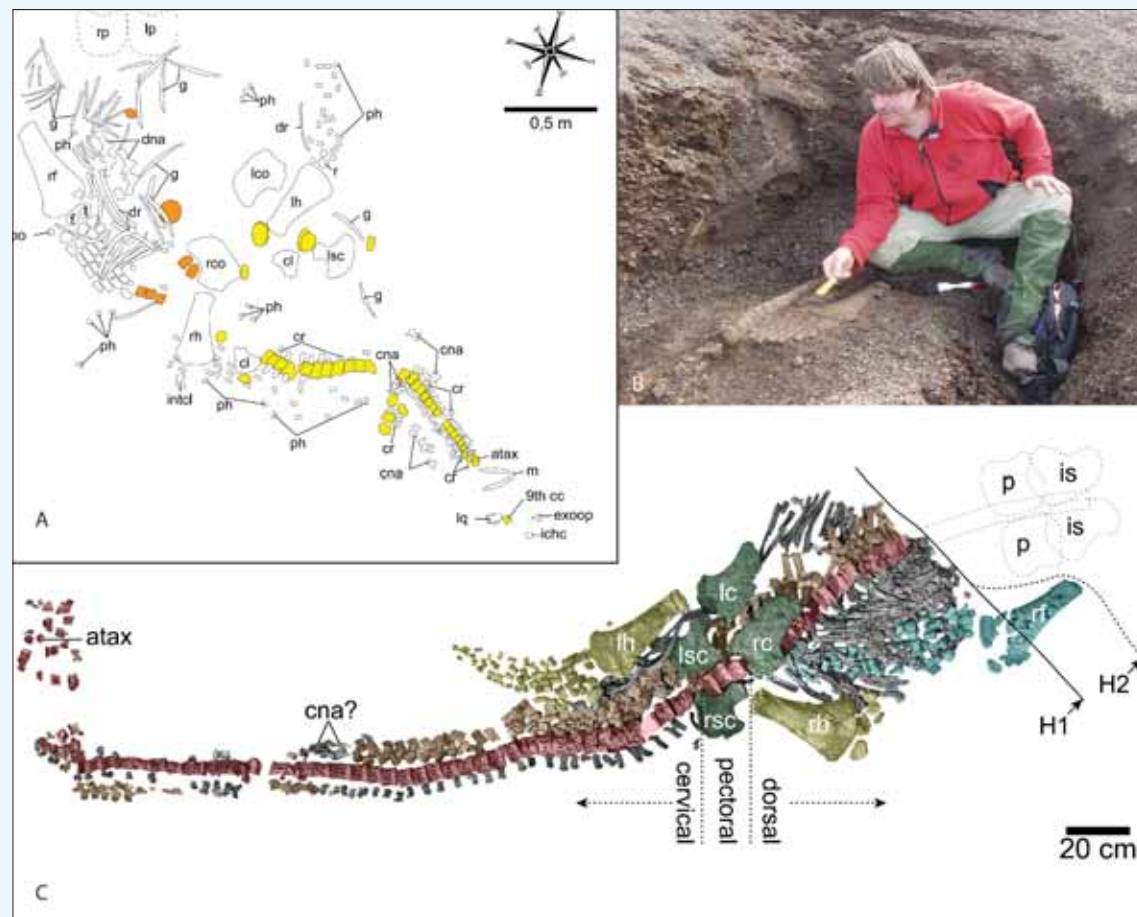 rp lp
g
g
ph
ph
ph
0,5 m
dna
dr
rf
g
lco
r
lh
f f
dr
g
rco
cl
lsc
g
ph
ph
rh
cr
cna
cl
cna
cr
intcl
ph
ph
cr
cna
atax
cr
m
9th cc
lq
exoop
ichc
A
B
p is
p is
lc
rf
lh
rc
lsc
atax
H2
rsc
rh
H1
cna?
cervical
pectoral
dorsal
20 cm
C